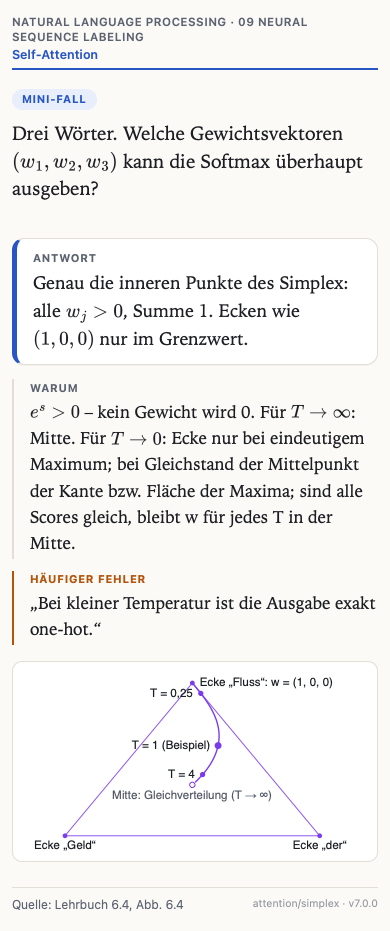 NATURAL LANGUAGE PROCESSING · 09 NEURAL
SEQUENCE LABELING
Self-Attention
MINI-FALL
Drei Wörter. Welche Gewichtsvektoren
(w₁, w₂, w₃) kann die Softmax überhaupt
ausgeben?
ANTWORT
Genau die inneren Punkte des Simplex:
alle wⱼ > 0, Summe 1. Ecken wie
(1, 0, 0) nur im Grenzwert.
WARUM
eˢ > 0 – kein Gewicht wird 0. Für T → ∞:
Mitte. Für T → 0: Ecke nur bei eindeutigem
Maximum; bei Gleichstand der Mittelpunkt
der Kante bzw. Fläche der Maxima; sind alle
Scores gleich, bleibt w für jedes T in der
Mitte.
HÄUFIGER FEHLER
„Bei kleiner Temperatur ist die Ausgabe exakt
one-hot.“
Ecke „Fluss“: w = (1, 0, 0)
T = 0,25
T = 1 (Beispiel)
T = 4
Mitte: Gleichverteilung (T → ∞)
Ecke „Geld“
Ecke „der“
Quelle: Lehrbuch 6.4, Abb. 6.4
attention/simplex · v7.0.0